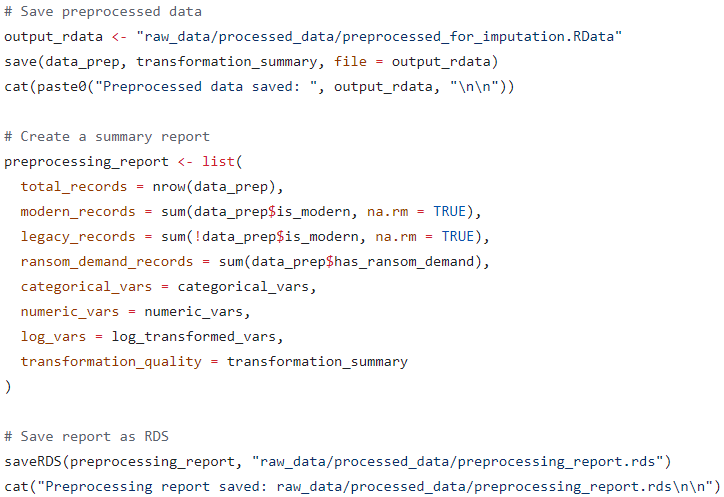 # Save preprocessed data
output_rdata <- "raw_data/processed_data/preprocessed_for_imputation.RData"
save(data_prep, transformation_summary, file = output_rdata)
cat(paste0("Preprocessed data saved: ", output_rdata, "\n\n"))

# Create a summary report
preprocessing_report <- list(
  total_records = nrow(data_prep),
  modern_records = sum(data_prep$is_modern, na.rm = TRUE),
  legacy_records = sum(!data_prep$is_modern, na.rm = TRUE),
  ransom_demand_records = sum(data_prep$has_ransom_demand),
  categorical_vars = categorical_vars,
  numeric_vars = numeric_vars,
  log_vars = log_transformed_vars,
  transformation_quality = transformation_summary
)

# Save report as RDS
saveRDS(preprocessing_report, "raw_data/processed_data/preprocessing_report.rds")
cat("Preprocessing report saved: raw_data/processed_data/preprocessing_report.rds\n\n")